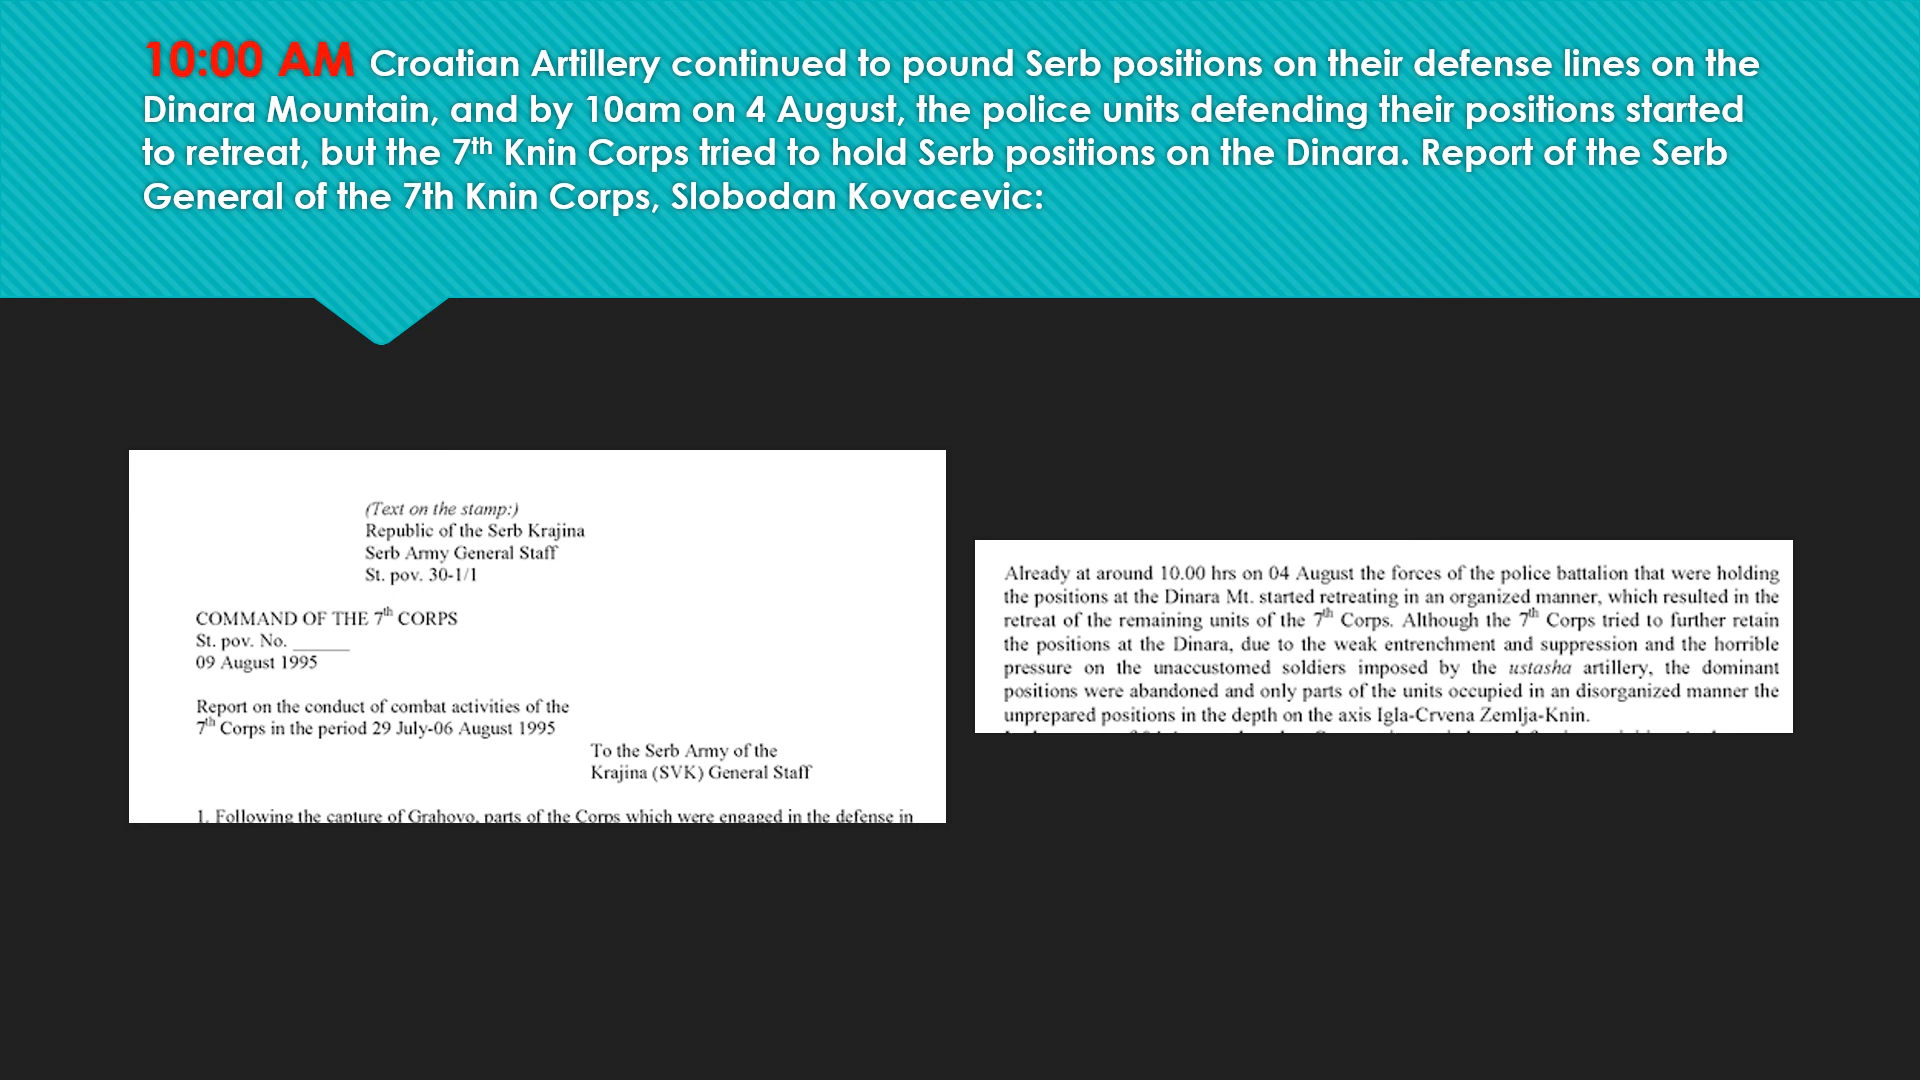 10:00 AM Croatian Artillery continued to pound Serb positions on their defense lines on the
Dinara Mountain, and by 10am on 4 August, the police units defending their positions started
to retreat, but the 7th Knin Corps tried to hold Serb positions on the Dinara. Report of the Serb
General of the 7th Knin Corps, Slobodan Kovacevic:
(Text on the stamp:)
Republic of the Serb Krajina
Serb Army General Staff
St. pov. 30-1/1
COMMAND OF THE 7th CORPS
St. pov. No. ______
09 August 1995
Report on the conduct of combat activities of the
7th Corps in the period 29 July-06 August 1995
To the Serb Army of the
Krajina (SVK) General Staff
1. Following the capture of Grahovo, parts of the Corps which were engaged in the defense in
Already at around 10.00 hrs on 04 August the forces of the police battalion that were holding
the positions at the Dinara Mt. started retreating in an organized manner, which resulted in the
retreat of the remaining units of the 7th Corps. Although the 7th Corps tried to further retain
the positions at the Dinara, due to the weak entrenchment and suppression and the horrible
pressure on the unaccustomed soldiers imposed by the ustasha artillery, the dominant
positions were abandoned and only parts of the units occupied in an disorganized manner the
unprepared positions in the depth on the axis Igla-Crvena Zemlja-Knin.